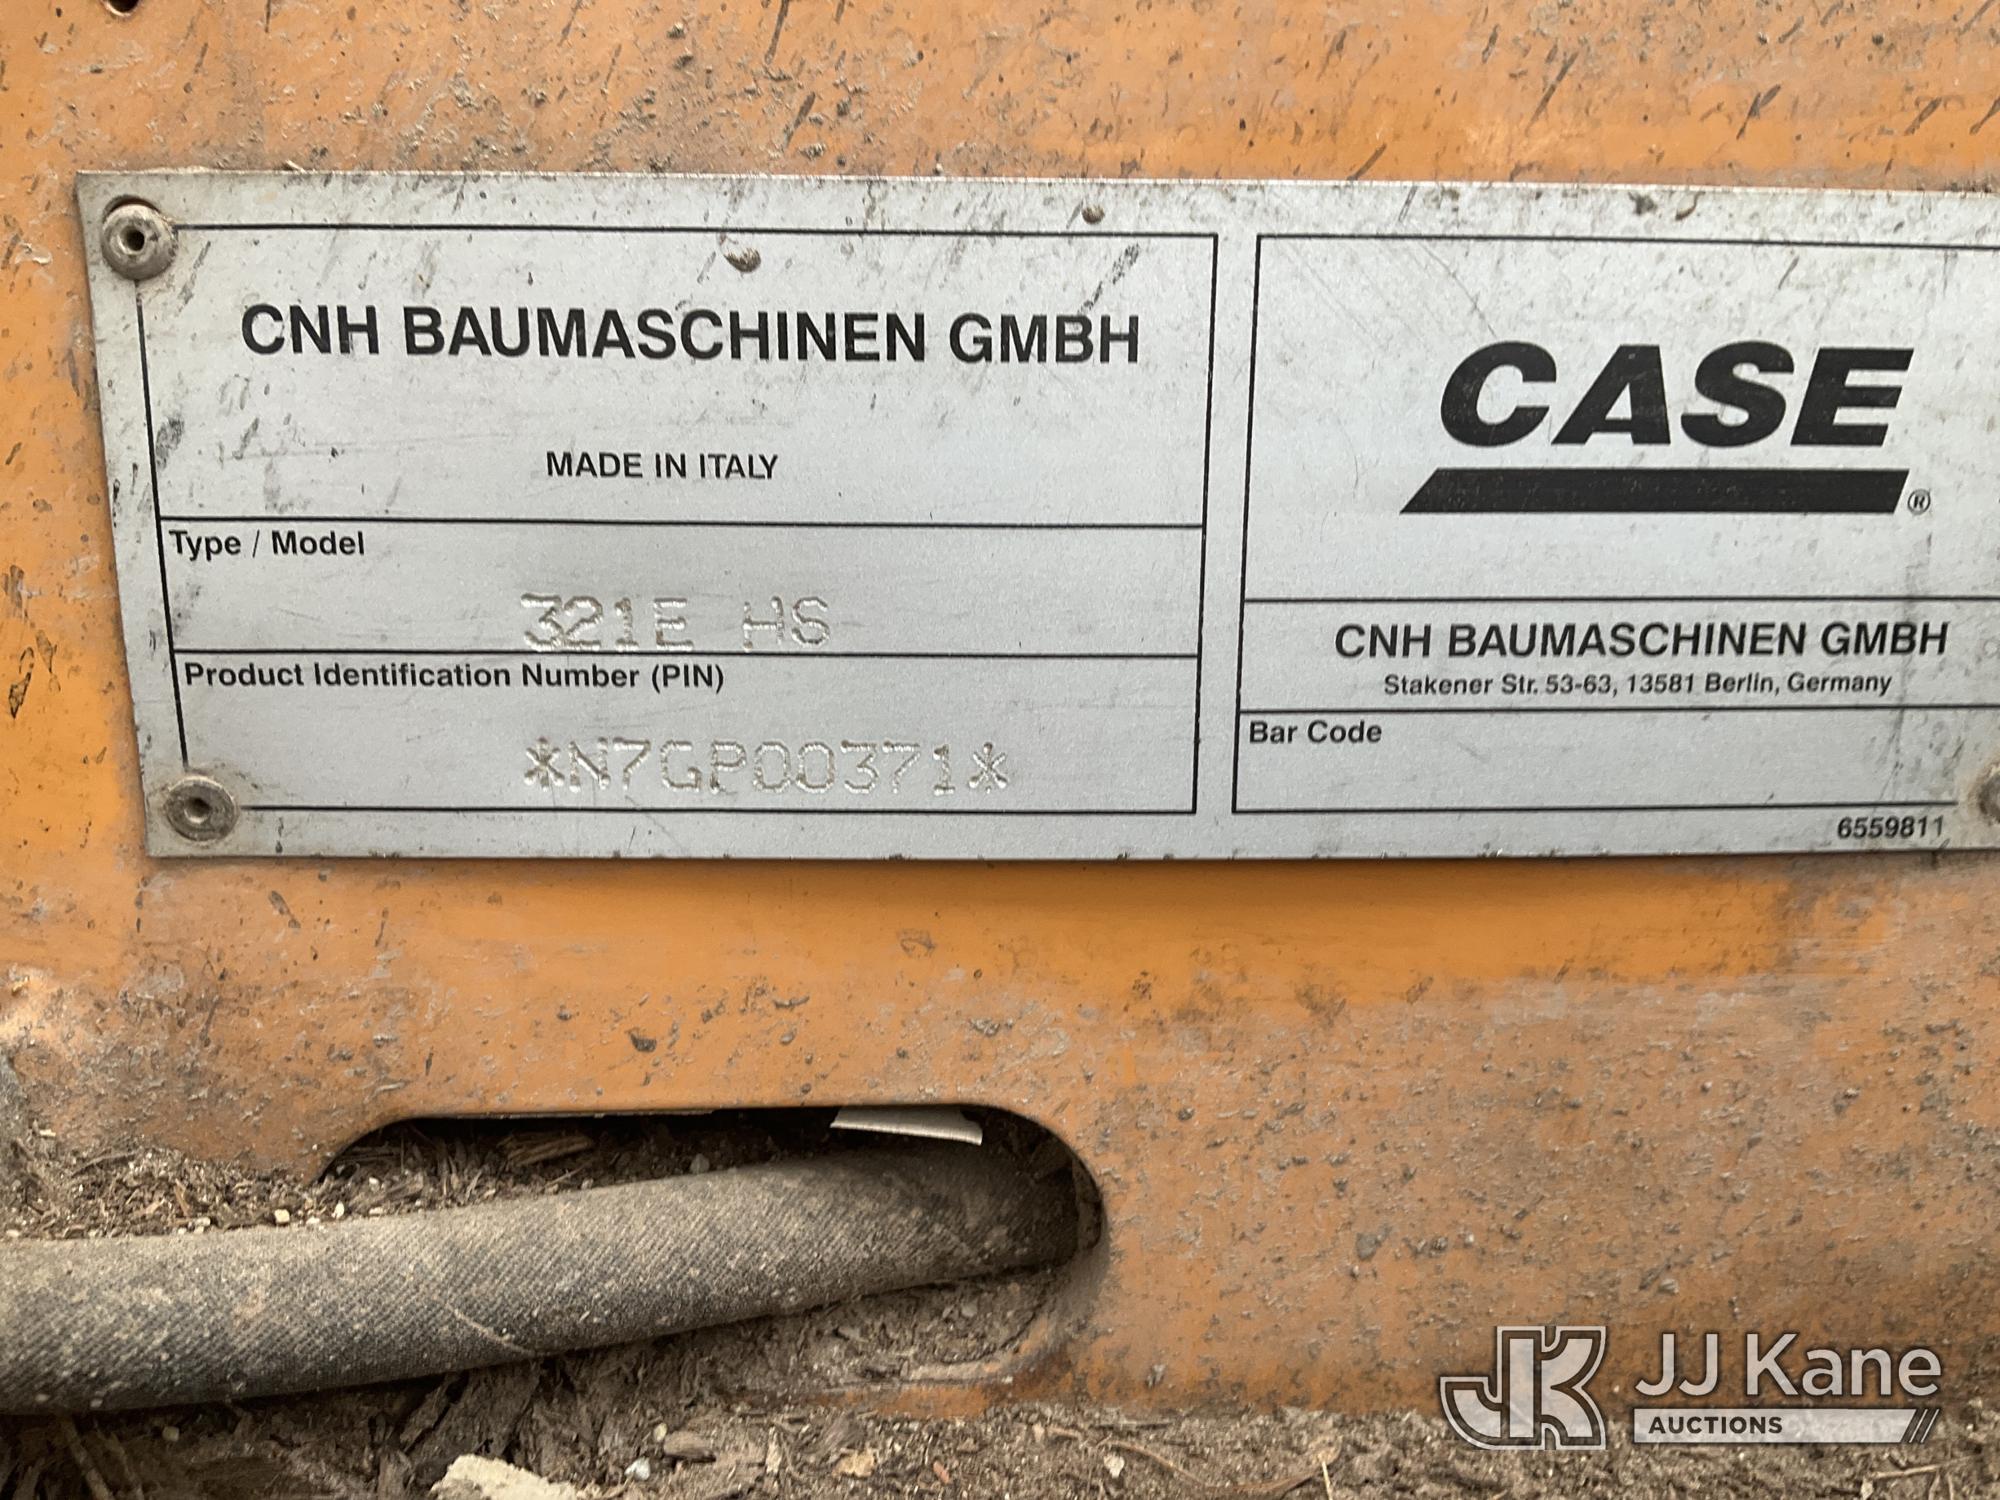 CNH BAUMASCHINEN GMBH
MADE IN ITALY
Type / Model
321E HS
Product Identification Number (PIN)
*N7GP00371*
CASE
®
CNH BAUMASCHINEN GMBH
Stakener Str. 53-63, 13581 Berlin, Germany
Bar Code
6559811
JK JJ Kane
AUCTIONS